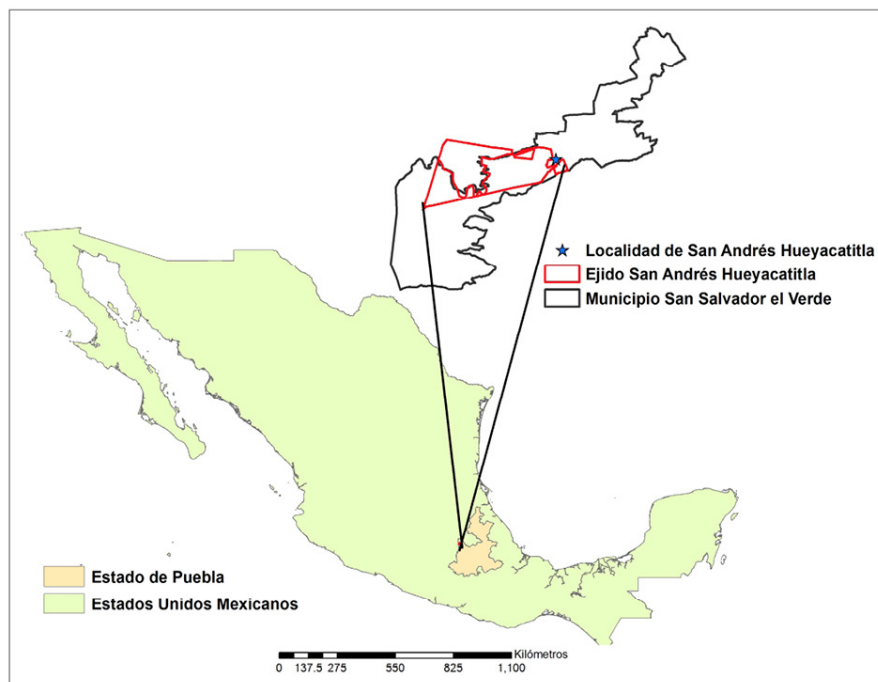 Localidad de San Andrés Hueyacatitla
Ejido San Andrés Hueyacatitla
Municipio San Salvador el Verde
Estado de Puebla
Estados Unidos Mexicanos
Kilómetros
0 137.5 275 550 825 1,100